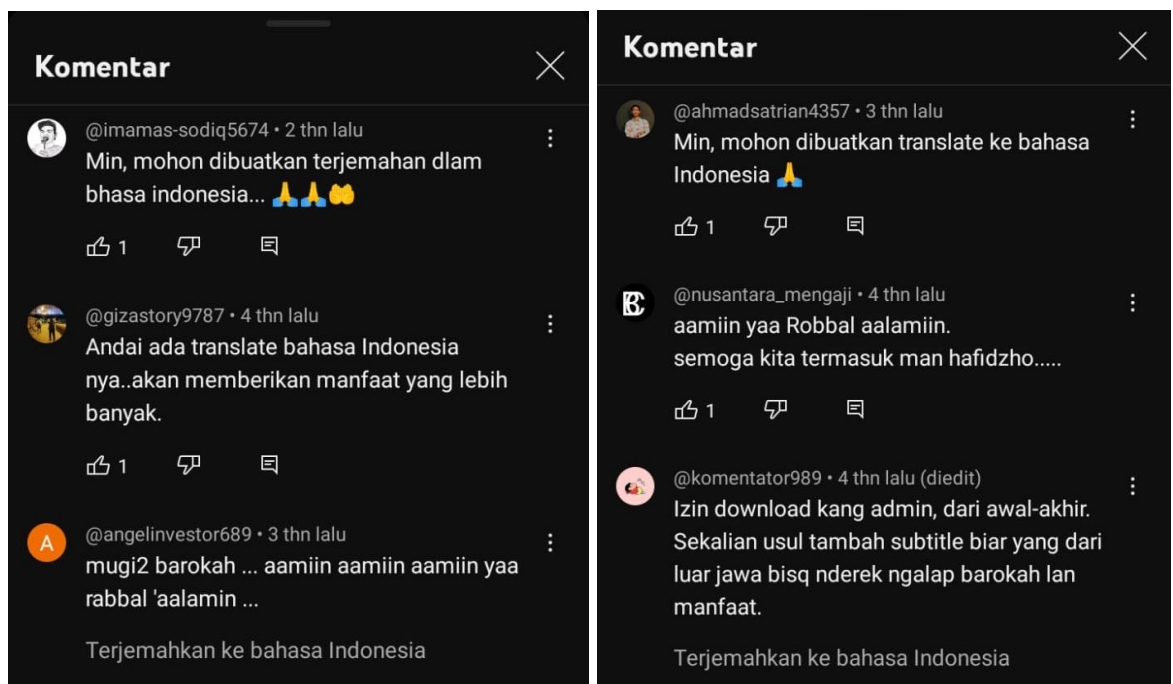 Komentar
@imamas-sodiq5674 • 2 thn lalu
Min, mohon dibuatkan terjemahan dlam
bhasa indonesia... 🙏🙏🤲
1
@gizastory9787 • 4 thn lalu
Andai ada translate bahasa Indonesia
nya..akan memberikan manfaat yang lebih
banyak.
1
A
@angelinvestor689 • 3 thn lalu
mugi2 barokah ... aamiin aamiin aamiin yaa
rabbal 'aalamin ...
Terjemahkan ke bahasa Indonesia
Komentar
@ahmadsatrian4357 • 3 thn lalu
Min, mohon dibuatkan translate ke bahasa
Indonesia 🙏
1
@nusantara_mengaji • 4 thn lalu
aamiin yaa Robbal aalamiin.
semoga kita termasuk man hafidzho.....
1
@komentator989 • 4 thn lalu (diedit)
Izin download kang admin, dari awal-akhir.
Sekalian usul tambah subtitle biar yang dari
luar jawa bisq nderek ngalap barokah lan
manfaat.
Terjemahkan ke bahasa Indonesia